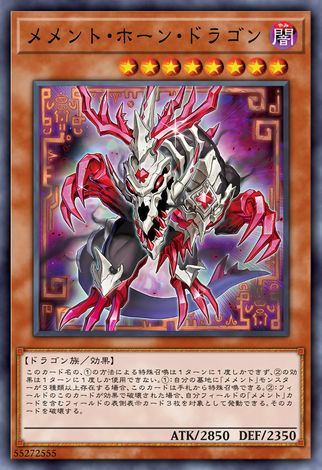 メメント・ホーン・ドラゴン
闇
やみ
【ドラゴン族／効果】
このカード名の、①の方法による特殊召喚は１ターンに１度しかできず、②の効
果は１ターンに１度しか使用できない。①：自分の墓地に「メメント」モンスタ
ーが３種類以上存在する場合、このカードは手札から特殊召喚できる。②：フィ
ールドのこのカードが効果で破壊された場合、自分フィールドの「メメント」カ
ードを含むフィールドの表側表示カード３枚を対象として発動できる。そのカ
ードを破壊する。
ATK/2850 DEF/2350
55272555